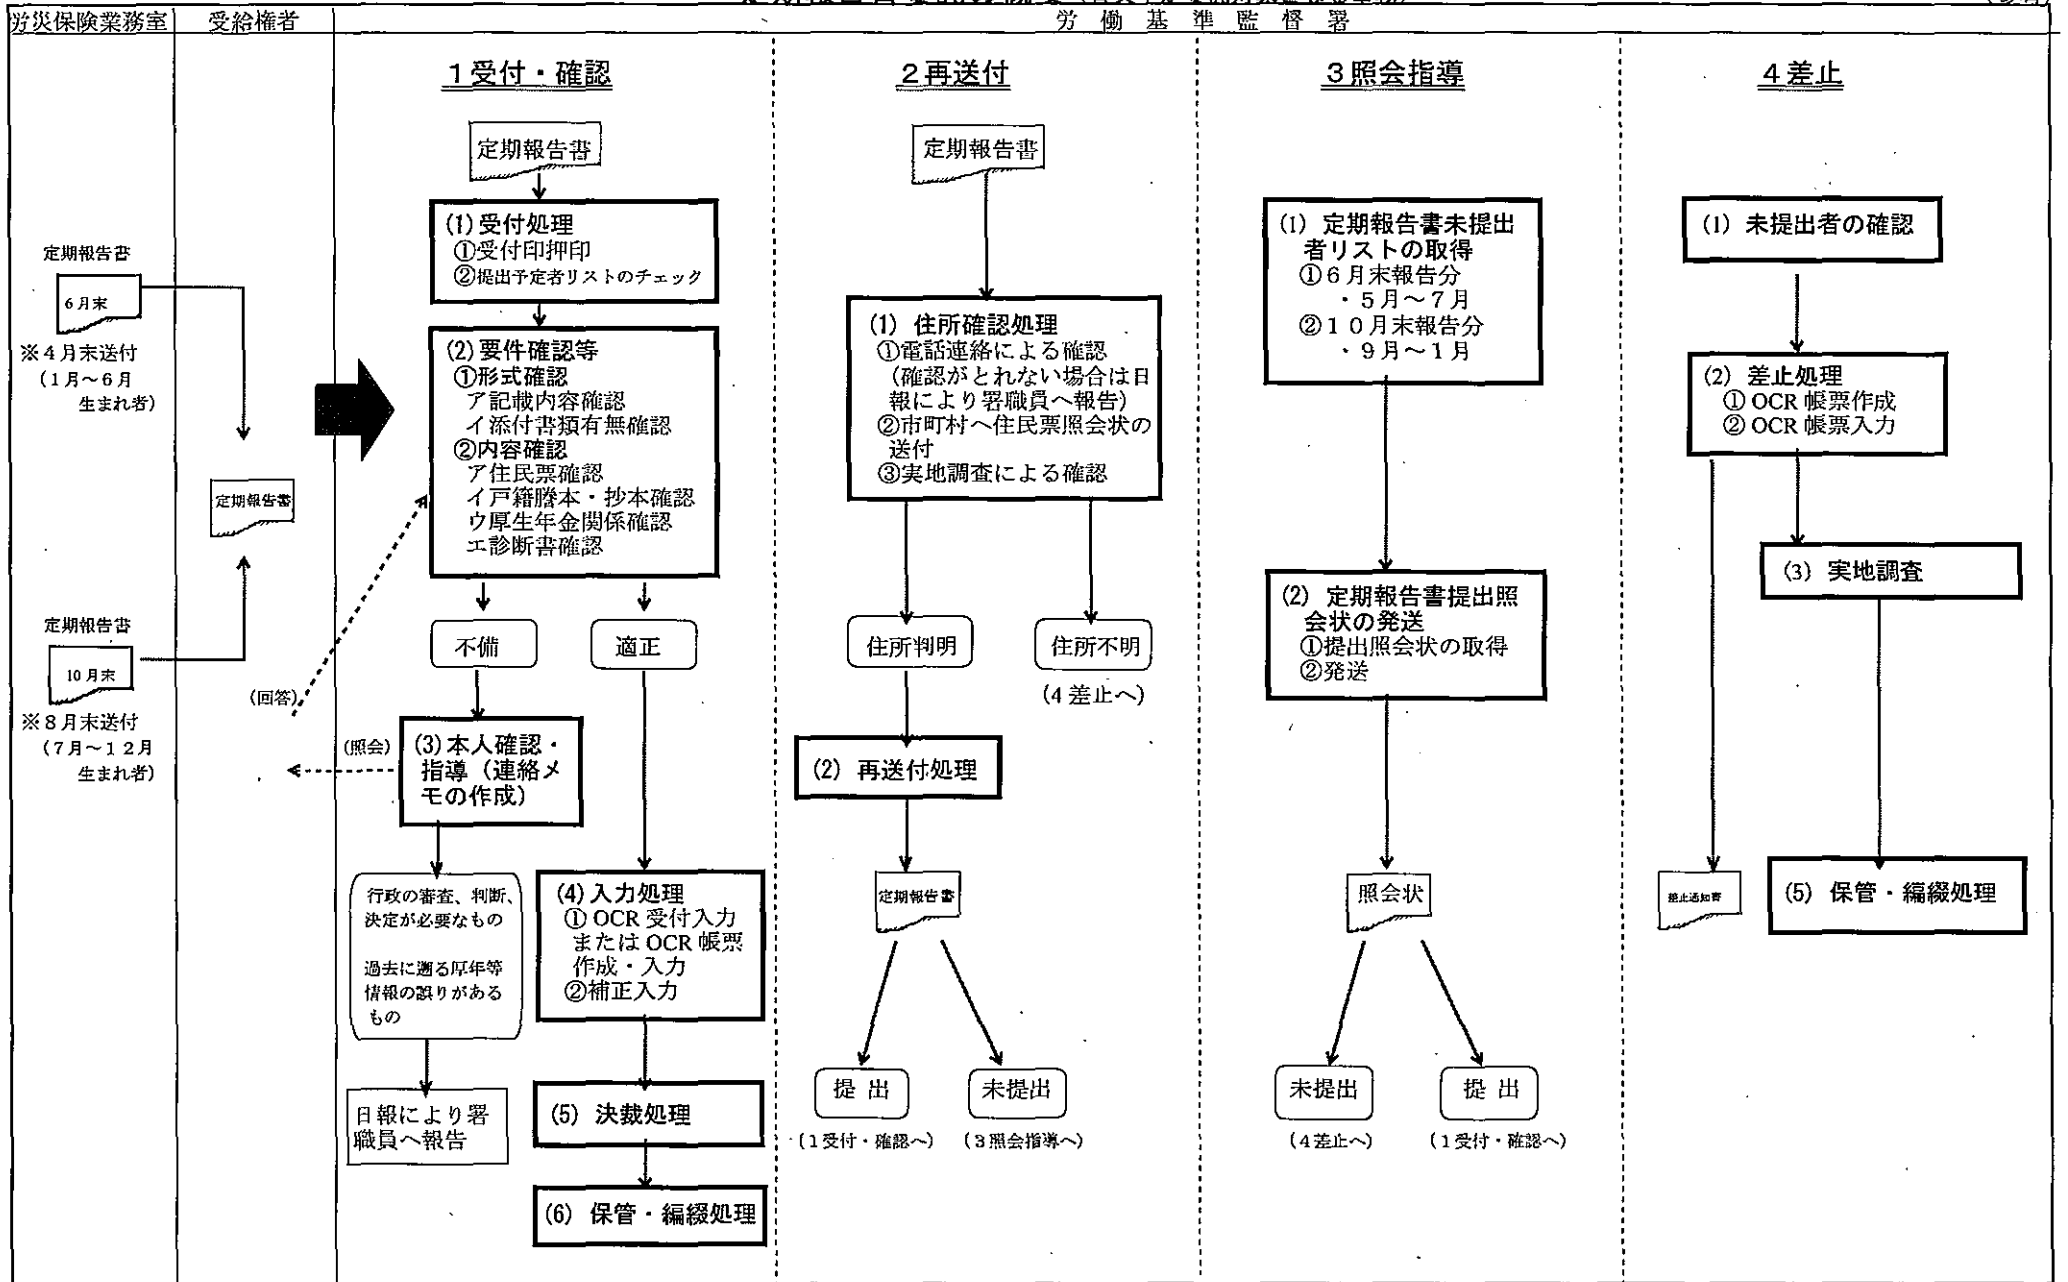 労災保険業務室
受給権者
労働基準監督署
定期報告書
6月末
※4月末送付
(1月~6月
生まれ者)
定期報告書
10月末
※8月末送付
(7月~12月
生まれ者)
定期報告書
(回答)
(照会)
1受付・確認
定期報告書
(1)受付処理
①受付印押印
②提出予定者リストのチェック
(2)要件確認等
①形式確認
ア記載内容確認
イ添付書類有無確認
②内容確認
ア住民票確認
イ戸籍謄本・抄本確認
ウ厚生年金関係確認
エ診断書確認
不備
適正
(3)本人確認・
指導(連絡メ
モの作成)
行政の審査、判断、
決定が必要なもの
過去に遡る厚年等
情報の誤りがある
もの
日報により署
職員へ報告
(4)入力処理
①OCR受付入力
またはOCR帳票
作成・入力
②補正入力
(5)決裁処理
(6)保管・編綴処理
2再送付
定期報告書
(1)住所確認処理
①電話連絡による確認
(確認がとれない場合は日
報により署職員へ報告)
②市町村へ住民票照会状の
送付
③実地調査による確認
住所判明
住所不明
(4差止へ)
(2)再送付処理
定期報告書
提出
未提出
(1受付・確認へ)
(3照会指導へ)
3照会指導
(1)定期報告書未提出
者リストの取得
①6月末報告分
・5月~7月
②10月末報告分
・9月~1月
(2)定期報告書提出照
会状の発送
①提出照会状の取得
②発送
照会状
未提出
提出
(4差止へ)
(1受付・確認へ)
4差止
(1)未提出者の確認
(2)差止処理
①OCR帳票作成
②OCR帳票入力
(3)実地調査
差止通知書
(5)保管・編綴処理